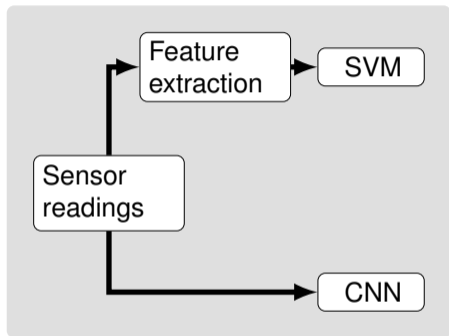 Feature
extraction
SVM
Sensor
readings
CNN